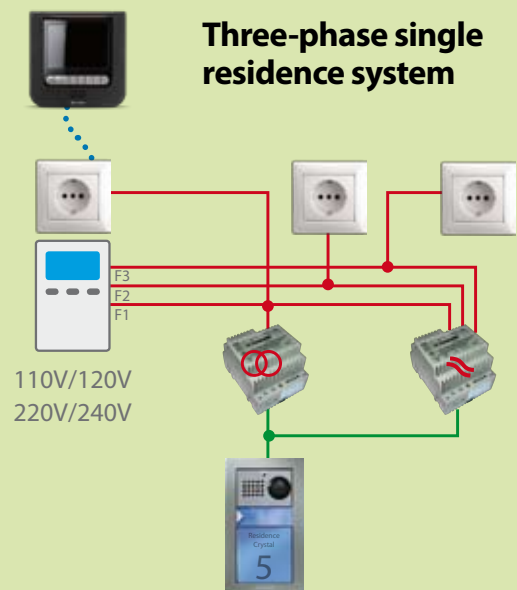 Three-phase single
residence system
F3
F2
F1
110V/120V
220V/240V
Residence
Crystal
5